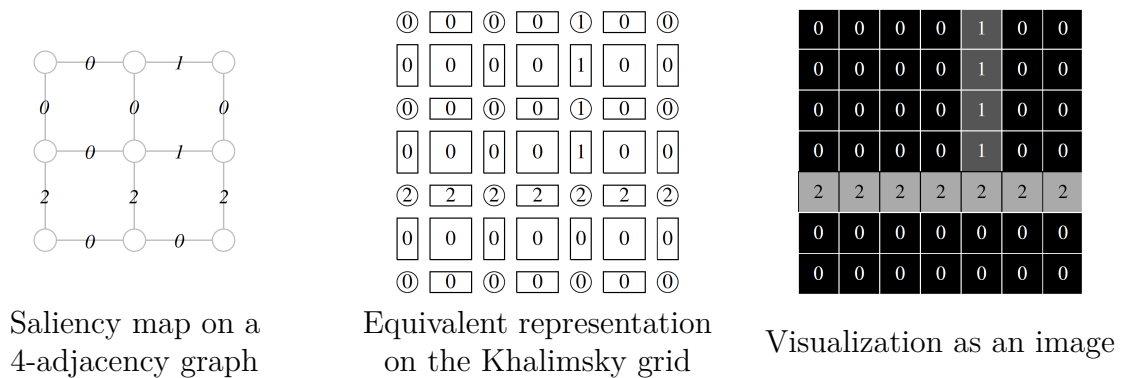 0 1
0 0 0
0 1
2 2 2
0 0
Saliency map on a
4-adjacency graph
0 0 0 0 1 0 0
0 0 0 0 1 0 0
0 0 0 0 1 0 0
0 0 0 0 1 0 0
2 2 2 2 2 2 2
0 0 0 0 0 0 0
0 0 0 0 0 0 0
Equivalent representation
on the Khalimsky grid
0 0 0 0 1 0 0
0 0 0 0 1 0 0
0 0 0 0 1 0 0
0 0 0 0 1 0 0
2 2 2 2 2 2 2
0 0 0 0 0 0 0
0 0 0 0 0 0 0
Visualization as an image